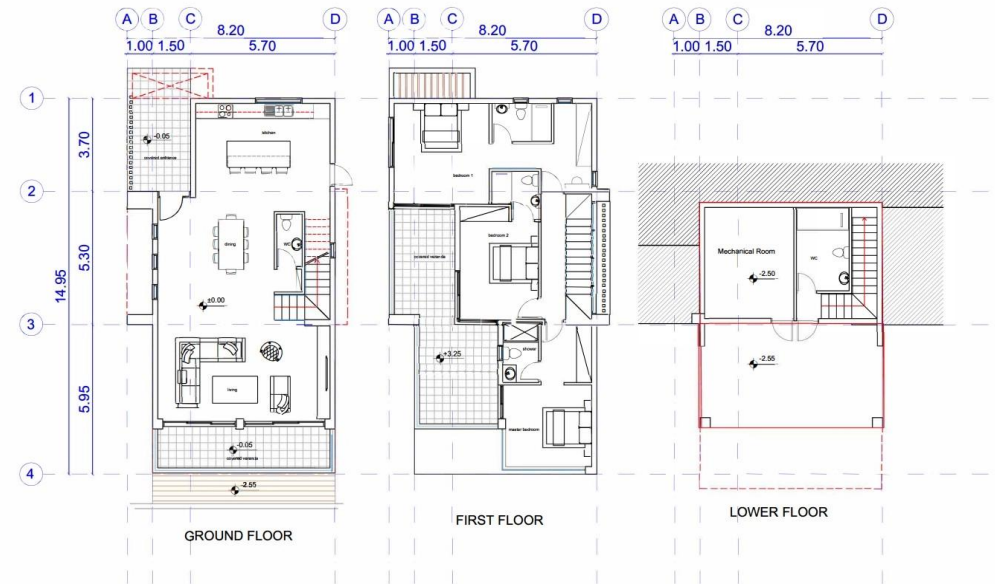 A B C D
8.20
1.00 1.50 5.70
A B C D
8.20
1.00 1.50 5.70
A B C D
8.20
1.00 1.50 5.70
1
2
3
4
3.70
5.30
5.95
14.95
kitchen
-0.05
covered entrance
dining
WC
±0.00
living
-0.05
covered veranda
-2.55
GROUND FLOOR
bedroom 1
bedroom 2
covered veranda
+3.25
shower
master bedroom
FIRST FLOOR
Mechanical Room
-2.50
WC
-2.55
LOWER FLOOR